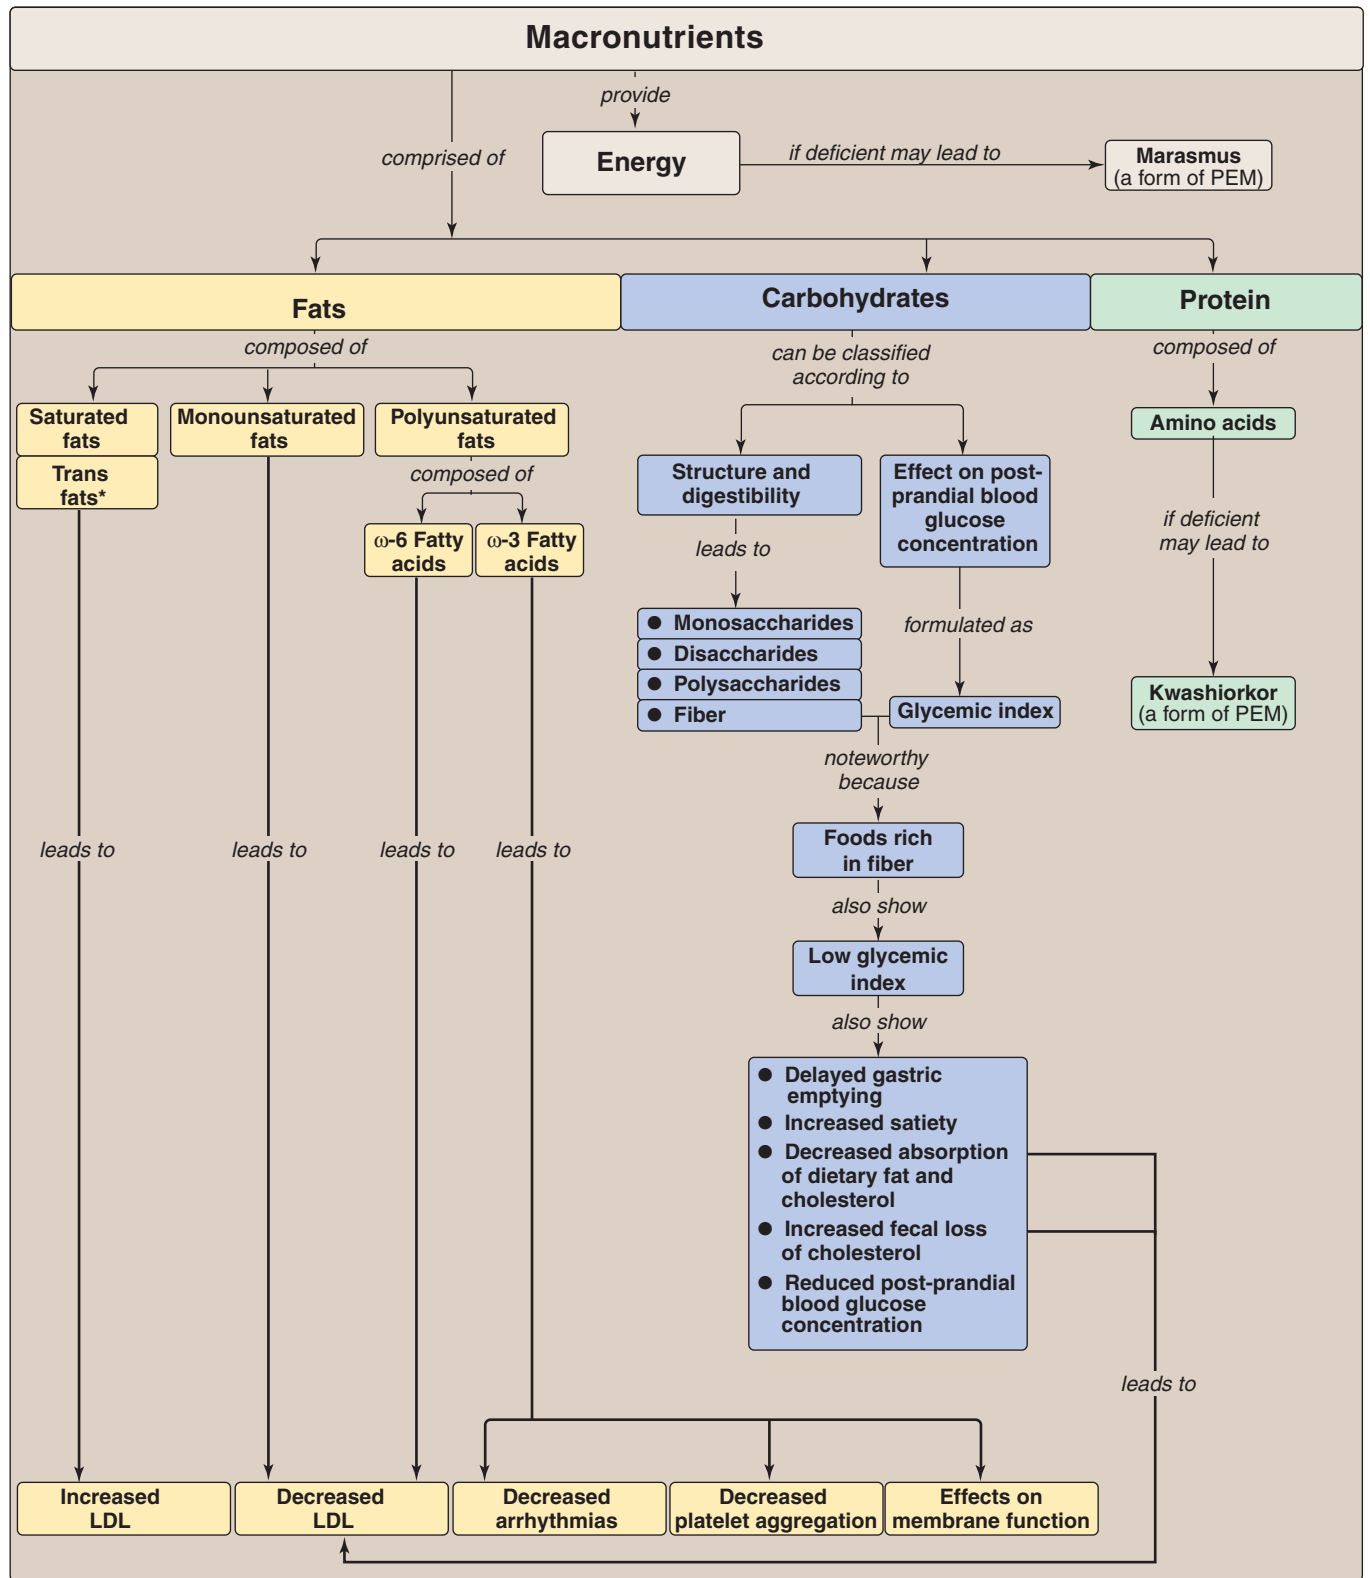 Macronutrients
provide
comprised of
Energy
if deficient may lead to
Marasmus
(a form of PEM)
Fats
Carbohydrates
Protein
composed of
can be classified
according to
composed of
Saturated
fats
Trans
fats*
Monounsaturated
fats
Polyunsaturated
fats
composed of
ω-6 Fatty
acids
ω-3 Fatty
acids
Structure and
digestibility
Effect on post-
prandial blood
glucose
concentration
Amino acids
leads to
if deficient
may lead to
● Monosaccharides
● Disaccharides
● Polysaccharides
● Fiber
formulated as
Glycemic index
Kwashiorkor
(a form of PEM)
noteworthy
because
leads to
leads to
leads to
leads to
Foods rich
in fiber
also show
Low glycemic
index
also show
● Delayed gastric
emptying
● Increased satiety
● Decreased absorption
of dietary fat and
cholesterol
● Increased fecal loss
of cholesterol
● Reduced post-prandial
blood glucose
concentration
leads to
Increased
LDL
Decreased
LDL
Decreased
arrhythmias
Decreased
platelet aggregation
Effects on
membrane function